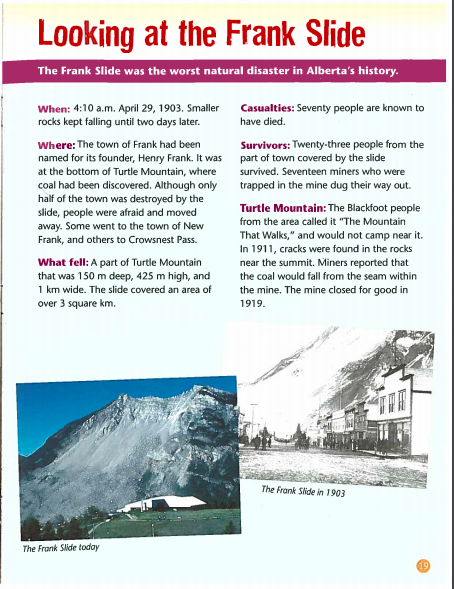 Looking at the Frank Slide
The Frank Slide was the worst natural disaster in Alberta's history.
When: 4:10 a.m. April 29, 1903. Smaller
rocks kept falling until two days later.
Where: The town of Frank had been
named for its founder, Henry Frank. It was
at the bottom of Turtle Mountain, where
coal had been discovered. Although only
half of the town was destroyed by the
slide, people were afraid and moved
away. Some went to the town of New
Frank, and others to Crowsnest Pass.
What fell: A part of Turtle Mountain
that was 150 m deep, 425 m high, and
1 km wide. The slide covered an area of
over 3 square km.
Casualties: Seventy people are known to
have died.
Survivors: Twenty-three people from the
part of town covered by the slide
survived. Seventeen miners who were
trapped in the mine dug their way out.
Turtle Mountain: The Blackfoot people
from the area called it "The Mountain
That Walks," and would not camp near it.
In 1911, cracks were found in the rocks
near the summit. Miners reported that
the coal would fall from the seam within
the mine. The mine closed for good in
1919.
The Frank Slide in 1903
The Frank Slide today
49